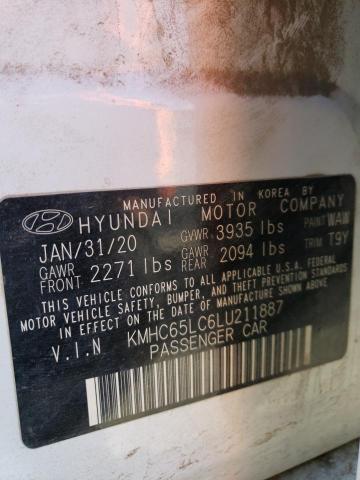 MANUFACTURED IN KOREA BY
HYUNDAI MOTOR COMPANY
JAN/31/20 GVWR 3935 lbs PAINT WAW
GAWR FRONT 2271 lbs GAWR REAR 2094 lbs TRIM T9Y
THIS VEHICLE CONFORMS TO ALL APPLICABLE U.S.A. FEDERAL
MOTOR VEHICLE SAFETY, BUMPER, AND THEFT PREVENTION STANDARDS
IN EFFECT ON THE DATE OF MANUFACTURE SHOWN ABOVE.
V.I.N KMHC65LC6LU211887
PASSENGER CAR